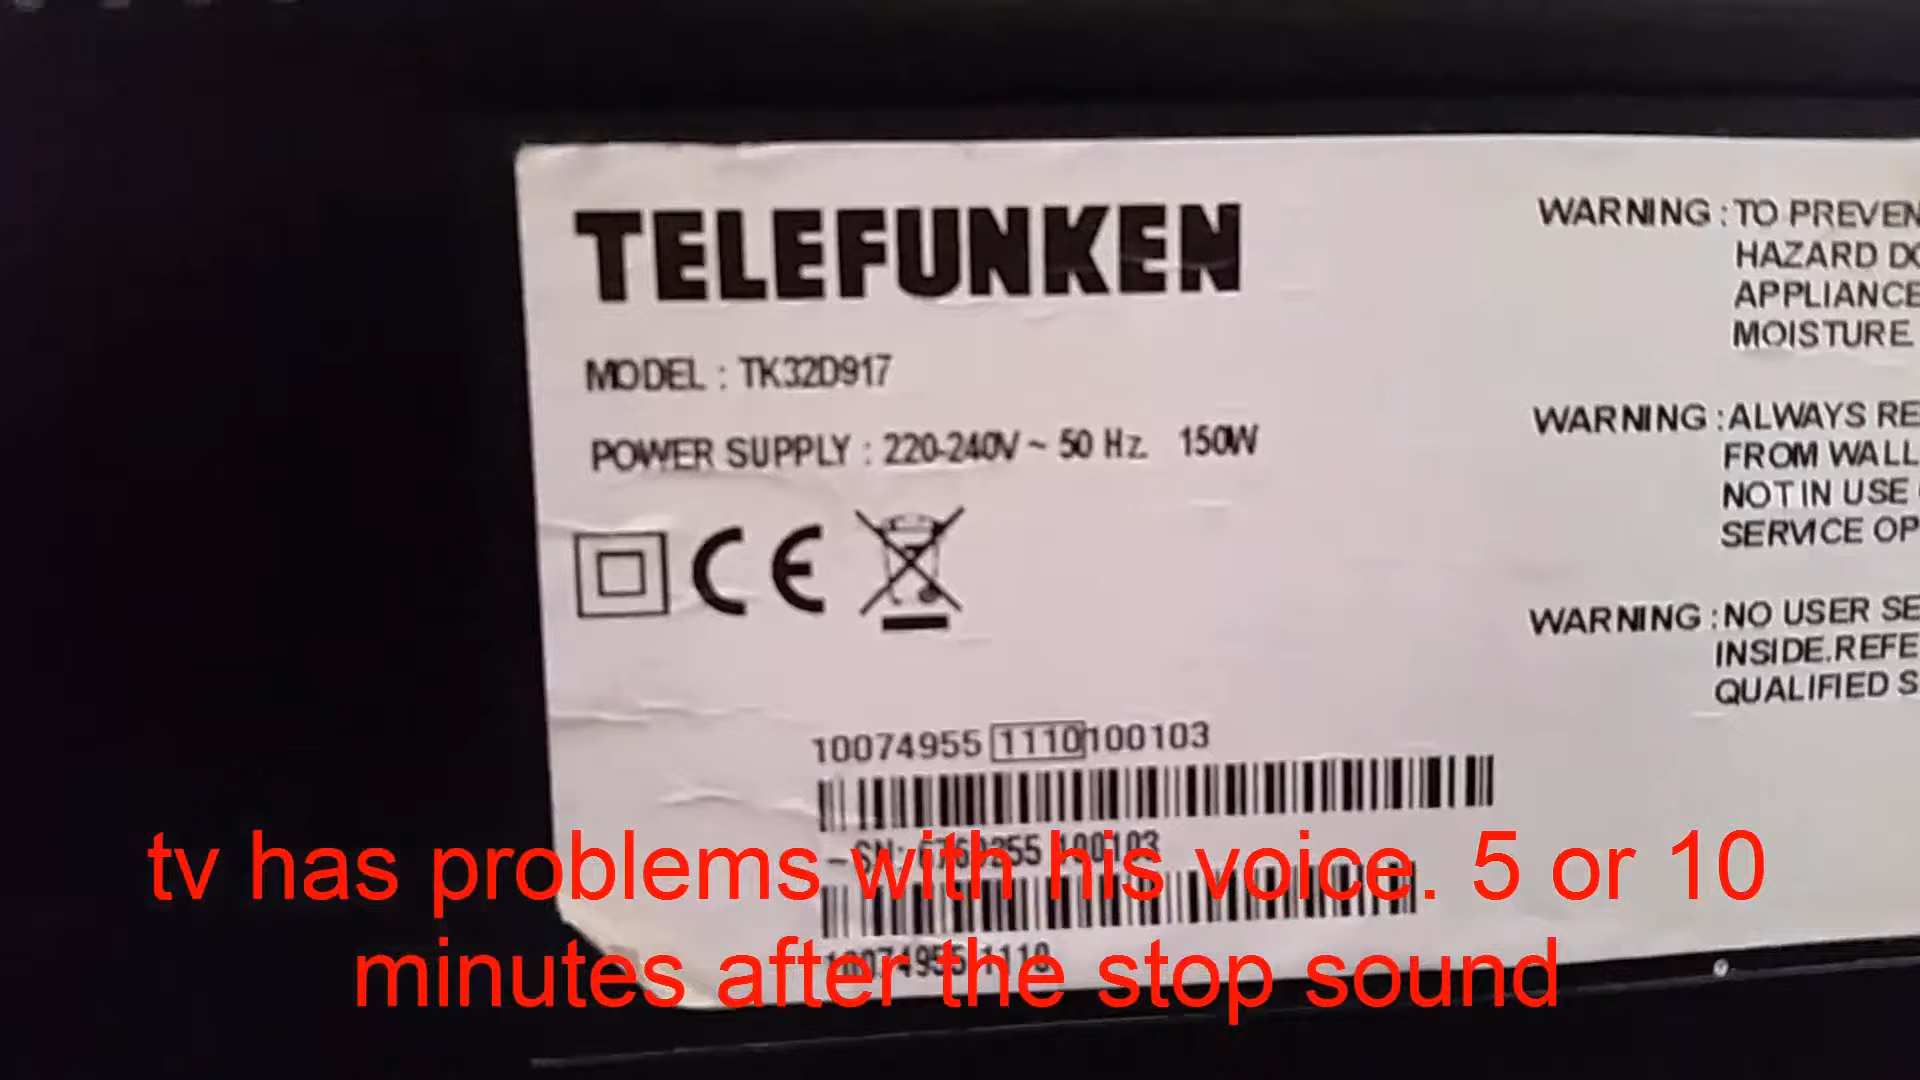 TELEFUNKEN
MODEL : TK32D917
POWER SUPPLY : 220-240V ~ 50 Hz. 150W
CE
10074955 1110 100103
WARNING : TO PREVEN
HAZARD DO
APPLIANCE
MOISTURE
WARNING : ALWAYS RE
FROM WALL
NOT IN USE
SERVICE OP
WARNING : NO USER SE
INSIDE.REFE
QUALIFIED S
tv has problems with his voice. 5 or 10
minutes after the stop sound